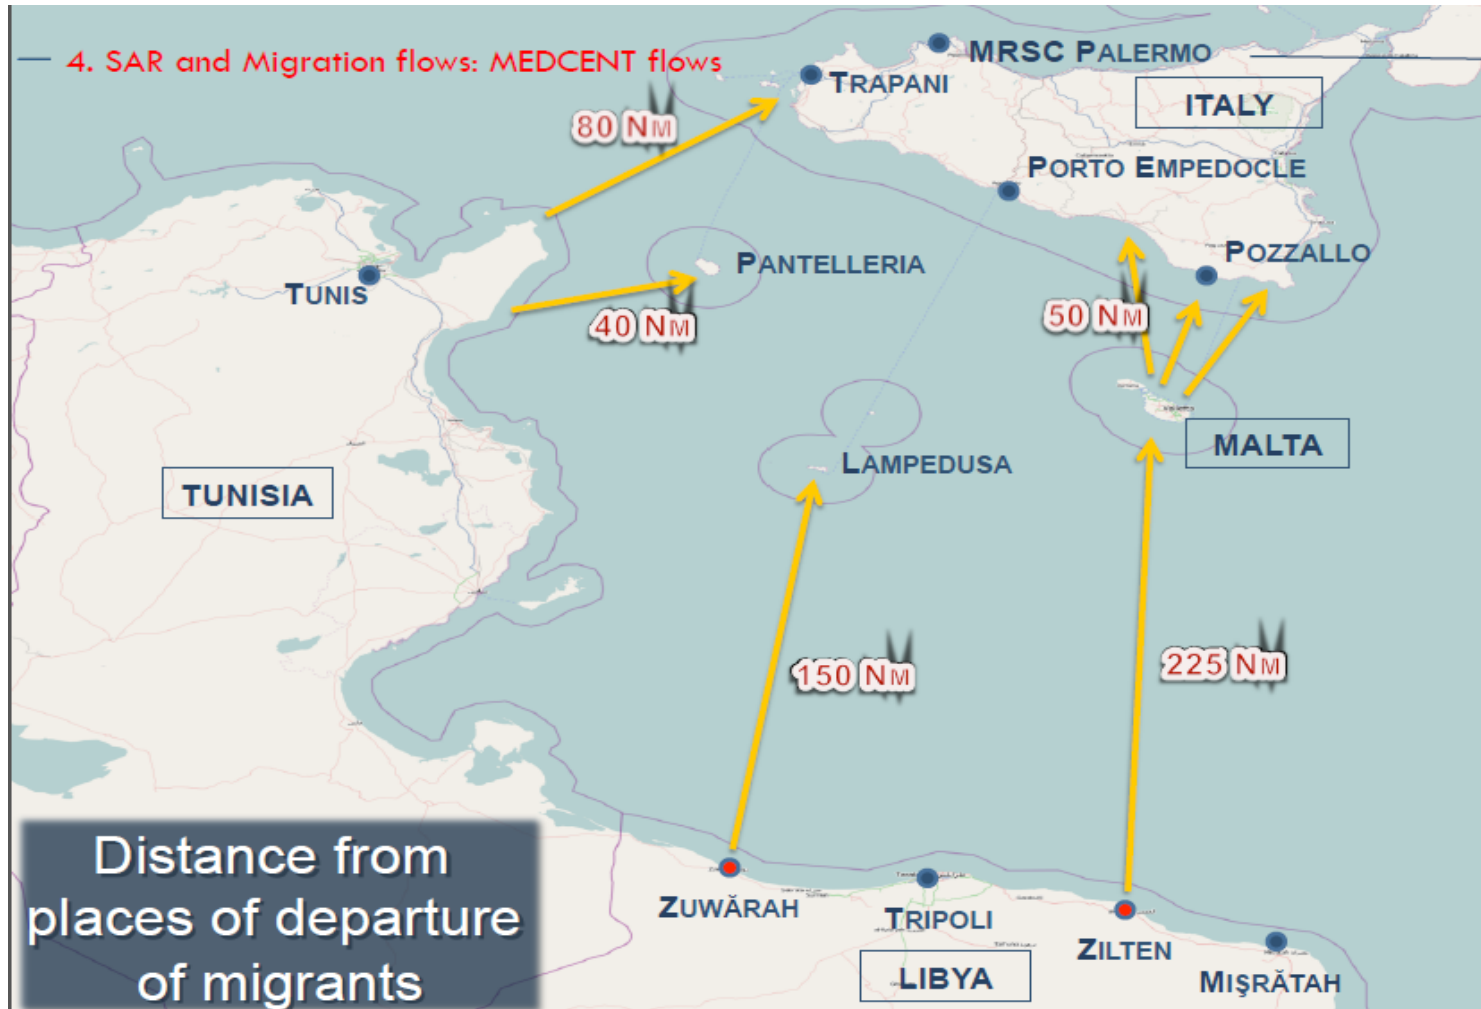 4. SAR and Migration flows: MEDCENT flows
MRSC PALERMO
TRAPANI
ITALY
80 NM
PORTO EMPEDOCLE
POZZALLO
PANTELLERIA
TUNIS
40 NM
50 NM
MALTA
LAMPEDUSA
TUNISIA
150 NM
225 NM
Distance from
places of departure
of migrants
ZUWĂRAH
TRIPOLI
ZILTEN
LIBYA
MIŞRĂTAH